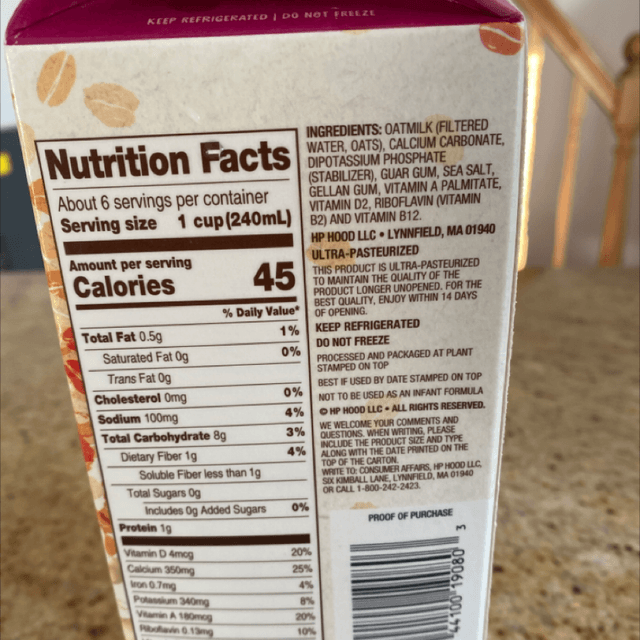 KEEP REFRIGERATED | DO NOT FREEZE
Nutrition Facts
About 6 servings per container
Serving size 1 cup (240mL)
Amount per serving
Calories 45
% Daily Value*
Total Fat 0.5g 1%
Saturated Fat 0g 0%
Trans Fat 0g
Cholesterol 0mg 0%
Sodium 100mg 4%
Total Carbohydrate 8g 3%
Dietary Fiber 1g 4%
Soluble Fiber less than 1g
Total Sugars 0g
Includes 0g Added Sugars 0%
Protein 1g
Vitamin D 4mcg 20%
Calcium 350mg 25%
Iron 0.7mg 4%
Potassium 340mg 8%
Vitamin A 180mcg 20%
Riboflavin 0.13mg 10%
INGREDIENTS: OATMILK (FILTERED
WATER, OATS), CALCIUM CARBONATE,
DIPOTASSIUM PHOSPHATE
(STABILIZER), GUAR GUM, SEA SALT,
GELLAN GUM, VITAMIN A PALMITATE,
VITAMIN D2, RIBOFLAVIN (VITAMIN
B2) AND VITAMIN B12.
HP HOOD LLC • LYNNFIELD, MA 01940
ULTRA-PASTEURIZED
THIS PRODUCT IS ULTRA-PASTEURIZED
TO MAINTAIN THE QUALITY OF THE
PRODUCT LONGER UNOPENED. FOR THE
BEST QUALITY, ENJOY WITHIN 14 DAYS
OF OPENING.
KEEP REFRIGERATED
DO NOT FREEZE
PROCESSED AND PACKAGED AT PLANT
STAMPED ON TOP
BEST IF USED BY DATE STAMPED ON TOP
NOT TO BE USED AS AN INFANT FORMULA
© HP HOOD LLC • ALL RIGHTS RESERVED.
WE WELCOME YOUR COMMENTS AND
QUESTIONS. WHEN WRITING, PLEASE
INCLUDE THE PRODUCT SIZE AND TYPE
ALONG WITH THE DATE PRINTED ON THE
TOP OF THE CARTON.
WRITE TO: CONSUMER AFFAIRS, HP HOOD LLC,
SIX KIMBALL LANE, LYNNFIELD, MA 01940
OR CALL 1-800-242-2423.
PROOF OF PURCHASE
44100 19080 3